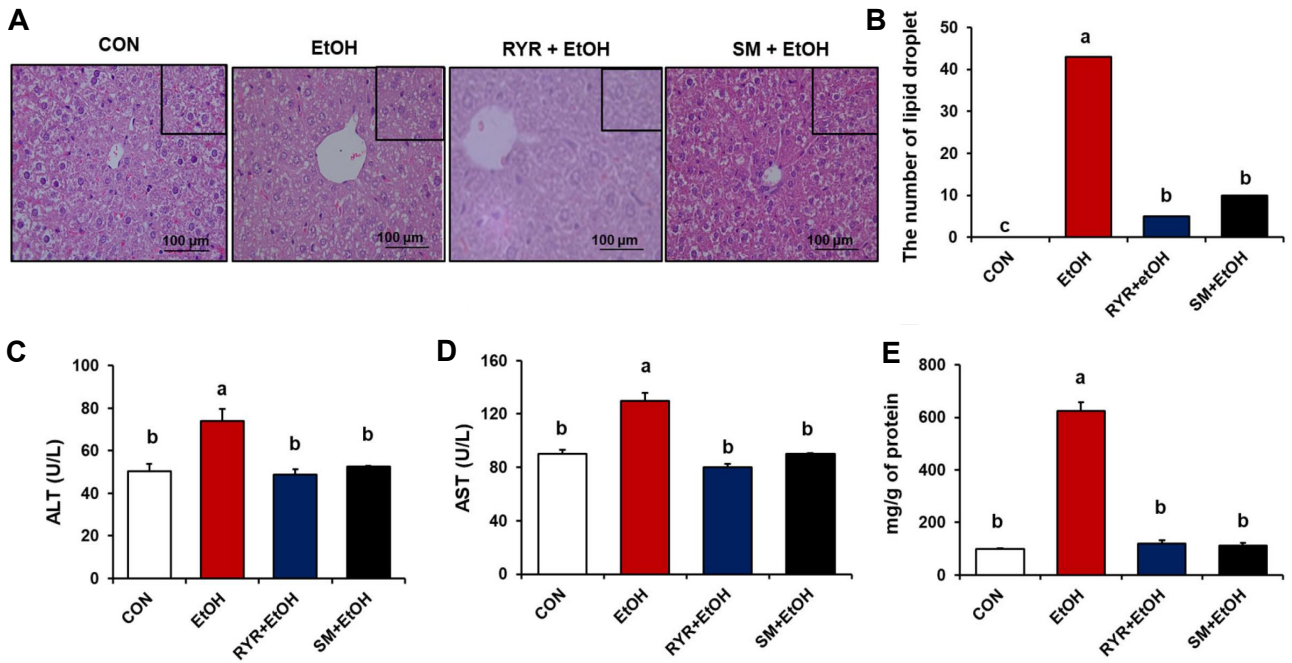 A
CON
EtOH
RYR + EtOH
SM + EtOH
100 µm
100 µm
100 µm
100 µm
B
The number of lipid droplet
50
40
30
20
10
0
c
a
b
b
CON
EtOH
RYR+etOH
SM+EtOH
C
ALT (U/L)
100
80
60
40
20
0
b
a
b
b
CON
EtOH
RYR+EtOH
SM+EtOH
D
AST (U/L)
160
120
80
40
0
b
a
b
b
CON
EtOH
RYR+EtOH
SM+EtOH
E
mg/g of protein
800
600
400
200
0
b
a
b
b
CON
EtOH
RYR+EtOH
SM+EtOH